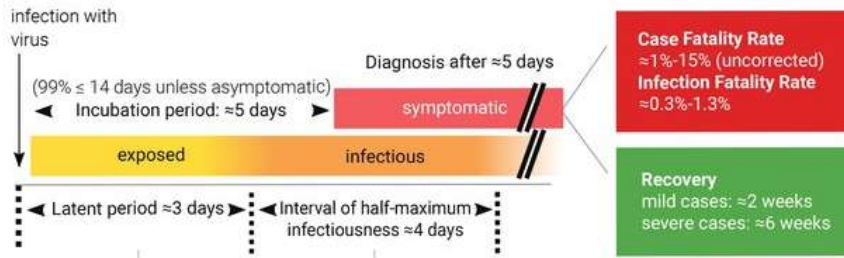 infection with
virus
Diagnosis after ≈5 days
(99% ≤ 14 days unless asymptomatic)
Incubation period: ≈5 days
symptomatic
exposed
infectious
Latent period ≈3 days
Interval of half-maximum
infectiousness ≈4 days
Case Fatality Rate
≈1%-15% (uncorrected)
Infection Fatality Rate
≈0.3%-1.3%
Recovery
mild cases: ≈2 weeks
severe cases: ≈6 weeks